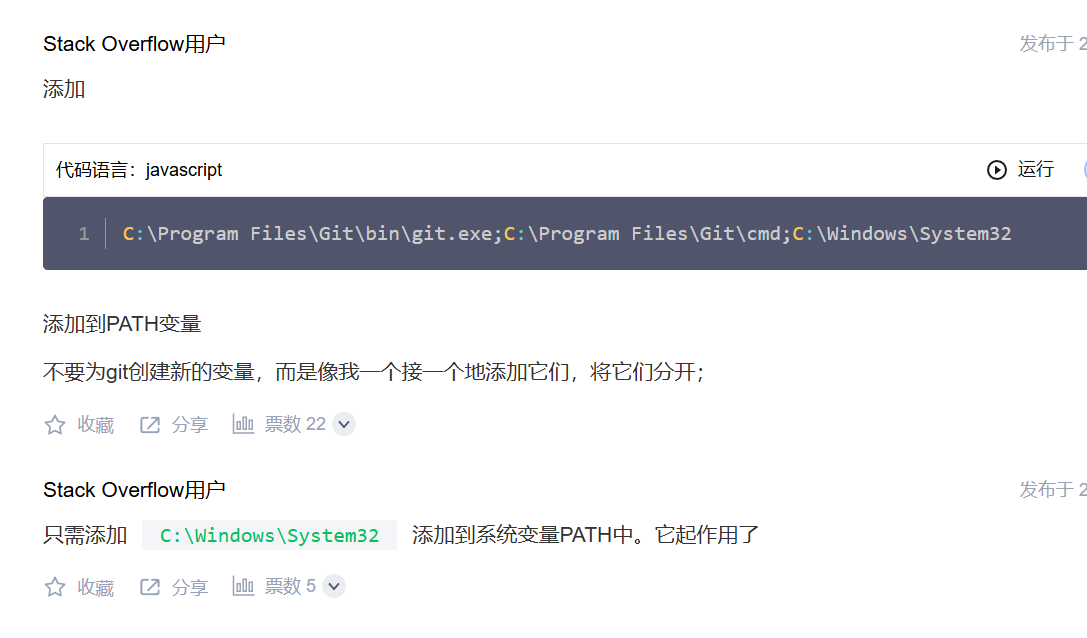 Stack Overflow用户 发布于 2
添加
代码语言：javascript 运行
1 C:\Program Files\Git\bin\git.exe;C:\Program Files\Git\cmd;C:\Windows\System32
添加到PATH变量
不要为git创建新的变量，而是像我一个接一个地添加它们，将它们分开；
收藏 分享 票数 22
Stack Overflow用户 发布于 2
只需添加 C:\Windows\System32 添加到系统变量PATH中。它起作用了
收藏 分享 票数 5